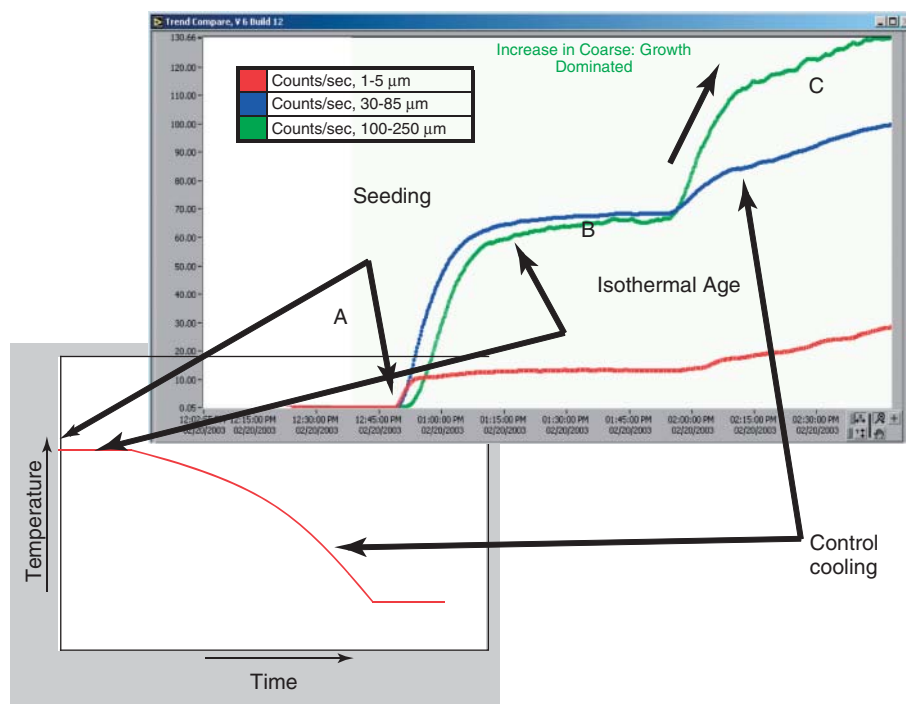 Trend Compare, V 6 Build 12
130.66
120.00
110.00
100.00
90.00
80.00
70.00
60.00
50.00
40.00
30.00
20.00
10.00
0.05
Increase in Coarse: Growth
Dominated
Counts/sec, 1-5 μm
Counts/sec, 30-85 μm
Counts/sec, 100-250 μm
Seeding
A
B
C
Isothermal Age
12:15:00 PM 12:30:00 PM 12:45:00 PM 01:00:00 PM 01:15:00 PM 01:30:00 PM 01:45:00 PM 02:00:00 PM 02:15:00 PM 02:30:00 PM
02/20/2003 02/20/2003 02/20/2003 02/20/2003 02/20/2003 02/20/2003 02/20/2003 02/20/2003 02/20/2003 02/20/2003
Temperature
Time
Control
cooling